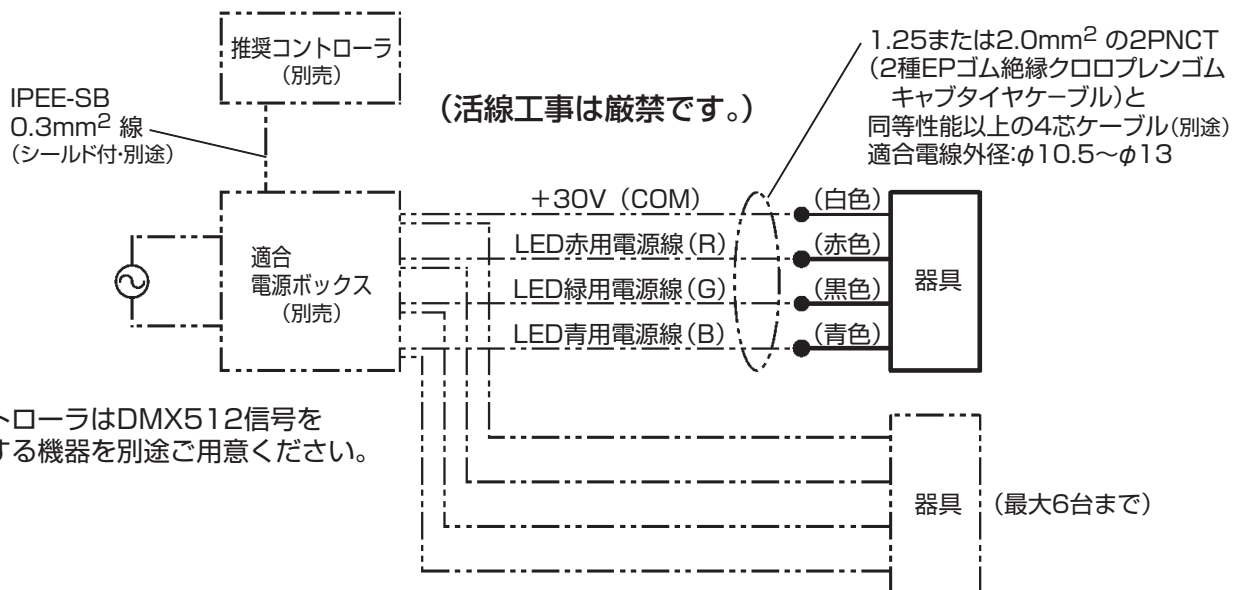 推奨コントローラ
(別売)
IPEE-SB
0.3mm2 線
(シールド付・別途)
(活線工事は厳禁です。)
1.25または2.0mm2 の2PNCT
(2種EPゴム絶縁クロロプレンゴム
キャブタイヤケーブル)と
同等性能以上の4芯ケーブル(別途)
適合電線外径:φ10.5〜φ13
適合
電源ボックス
(別売)
+30V (COM)
(白色)
LED赤用電源線(R)
(赤色)
LED緑用電源線(G)
(黒色)
LED青用電源線(B)
(青色)
器具
トローラはDMX512信号を
する機器を別途ご用意ください。
器具
(最大6台まで)